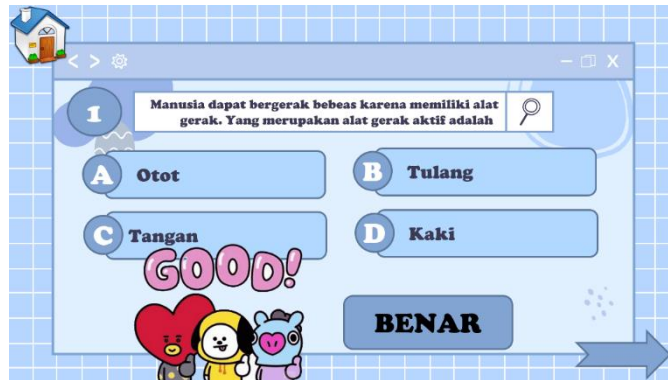 < >
X
1
Manusia dapat bergerak bebeas karena memiliki alat
gerak. Yang merupakan alat gerak aktif adalah
A Otot
B Tulang
C Tangan
D Kaki
GOOD!
BENAR